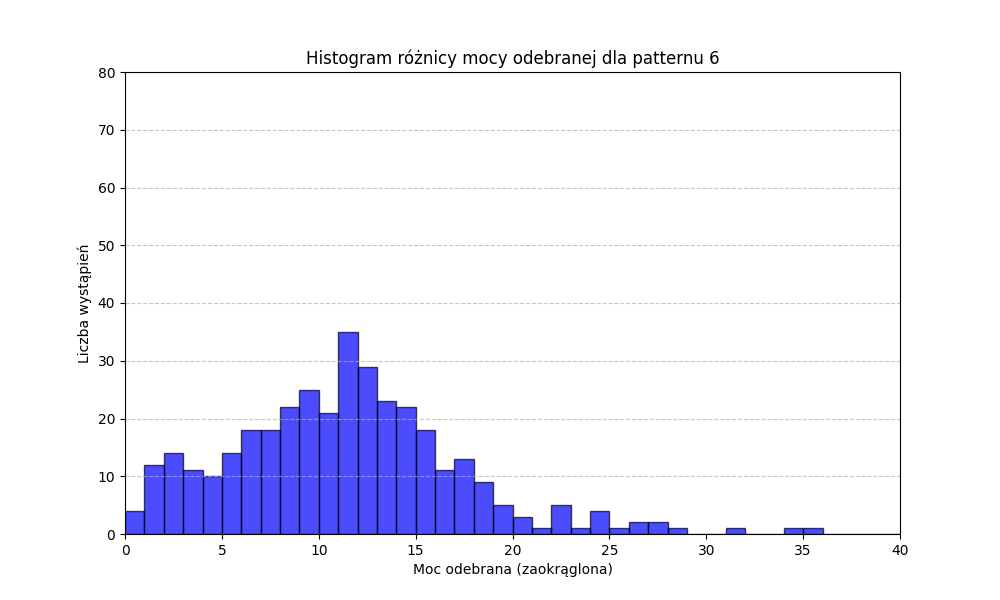 Histogram różnicy mocy odebranej dla patternu 6
80
70
60
50
40
30
20
10
0
Liczba wystąpień
0 5 10 15 20 25 30 35 40
Moc odebrana (zaokrąglona)